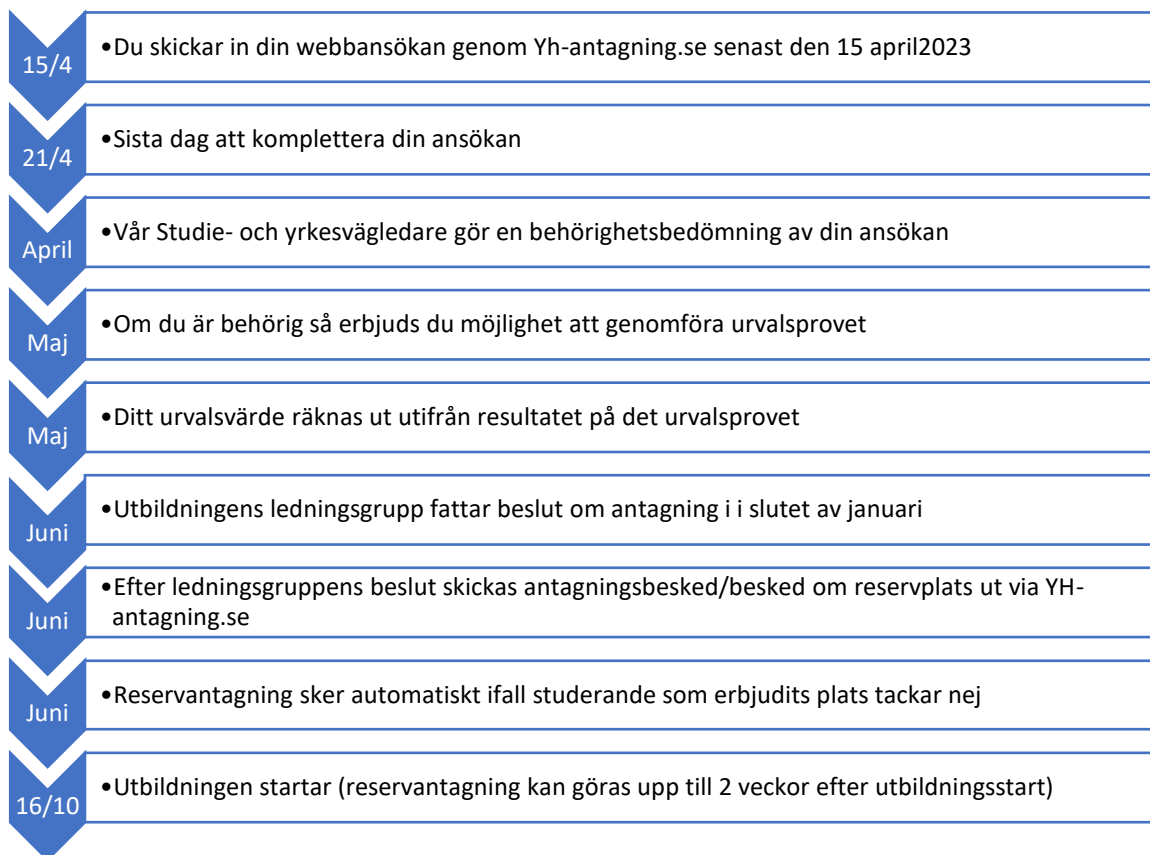 15/4
•Du skickar in din webbansökan genom Yh-antagning.se senast den 15 april2023
21/4
•Sista dag att komplettera din ansökan
April
•Vår Studie- och yrkesvägledare gör en behörighetsbedömning av din ansökan
Maj
•Om du är behörig så erbjuds du möjlighet att genomföra urvalsprovet
Maj
•Ditt urvalsvärde räknas ut utifrån resultatet på det urvalsprovet
Juni
•Utbildningens ledningsgrupp fattar beslut om antagning i i slutet av januari
Juni
•Efter ledningsgruppens beslut skickas antagningsbesked/besked om reservplats ut via YH-
antagning.se
Juni
•Reservantagning sker automatiskt ifall studerande som erbjudits plats tackar nej
16/10
•Utbildningen startar (reservantagning kan göras upp till 2 veckor efter utbildningsstart)